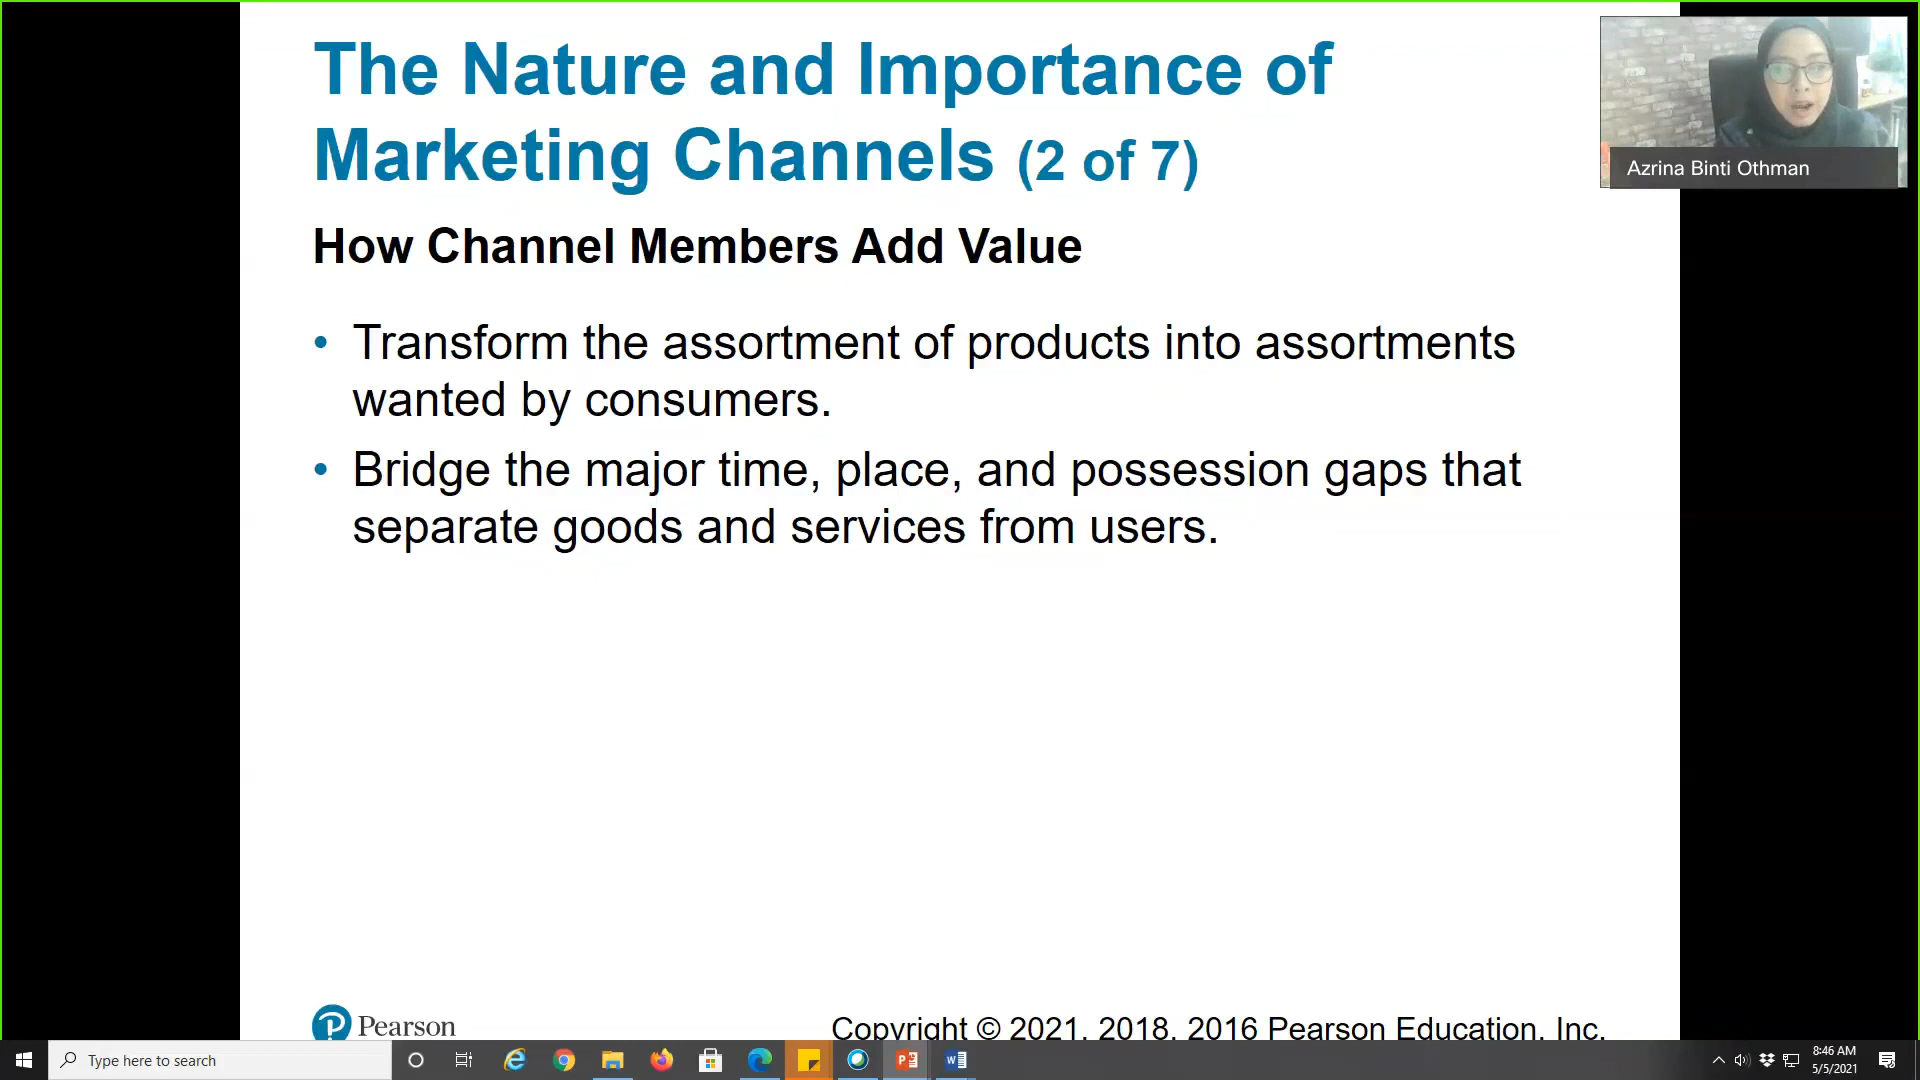 The Nature and Importance of
Marketing Channels (2 of 7)
Azrina Binti Othman
How Channel Members Add Value
• Transform the assortment of products into assortments
wanted by consumers.
• Bridge the major time, place, and possession gaps that
separate goods and services from users.
Pearson
Copyright © 2021, 2018, 2016 Pearson Education, Inc.
Type here to search
8:46 AM
5/5/2021